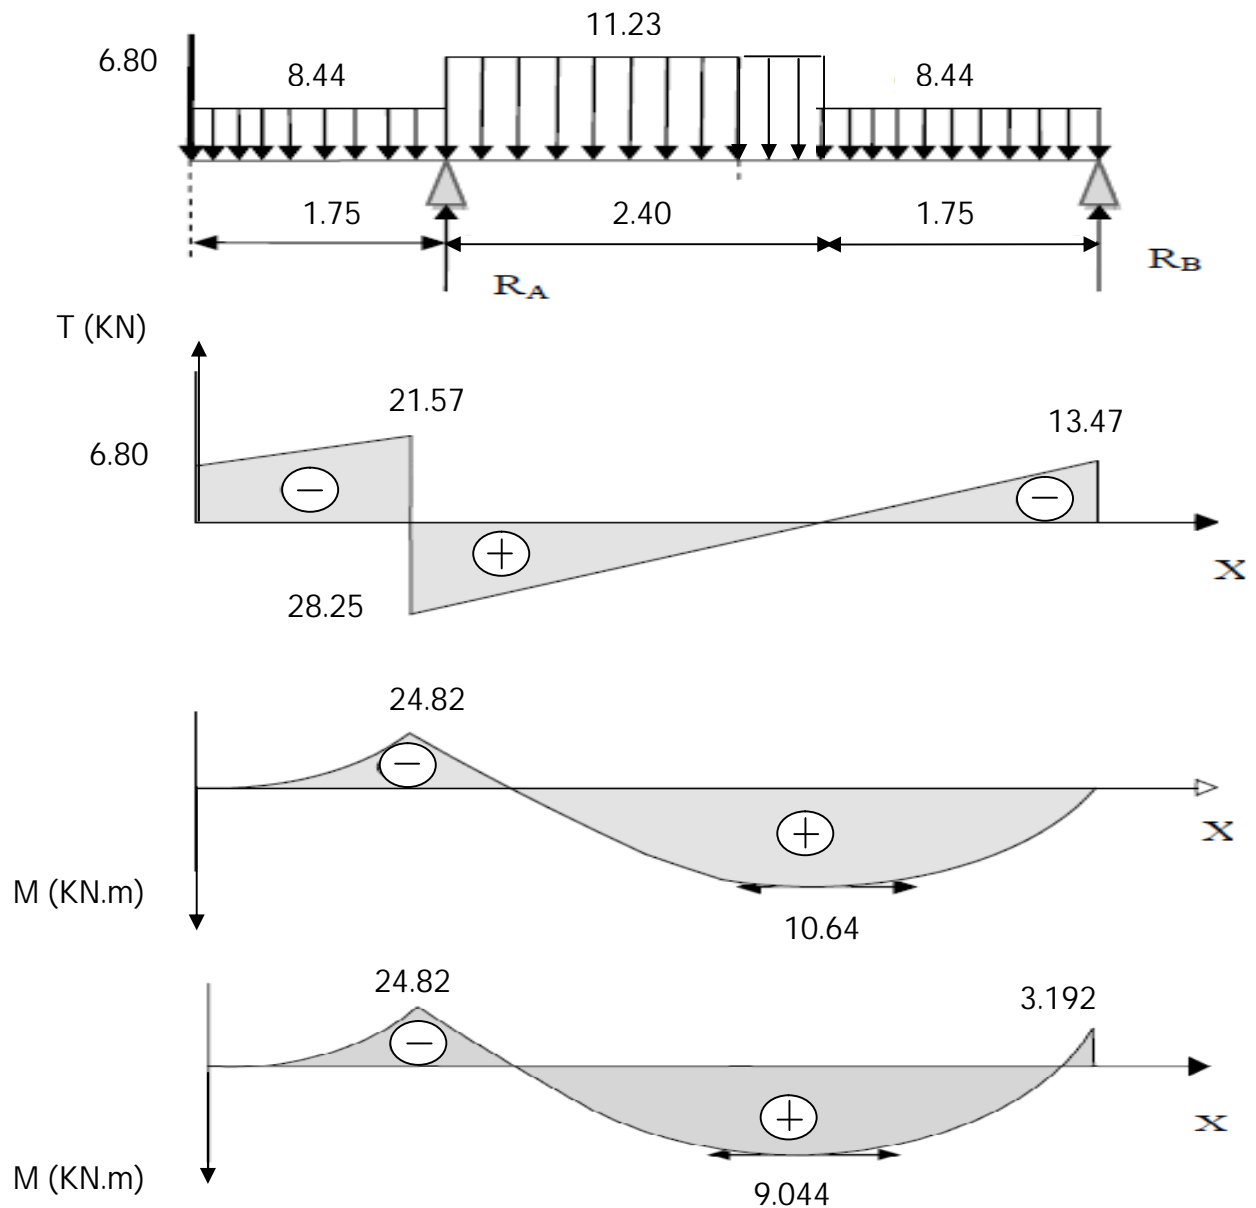 11.23
6.80
8.44
8.44
1.75
2.40
1.75
RA
RB
T (KN)
21.57
13.47
6.80
−
−
+
X
28.25
24.82
−
+
X
M (KN.m)
10.64
24.82
3.192
−
+
X
M (KN.m)
9.044